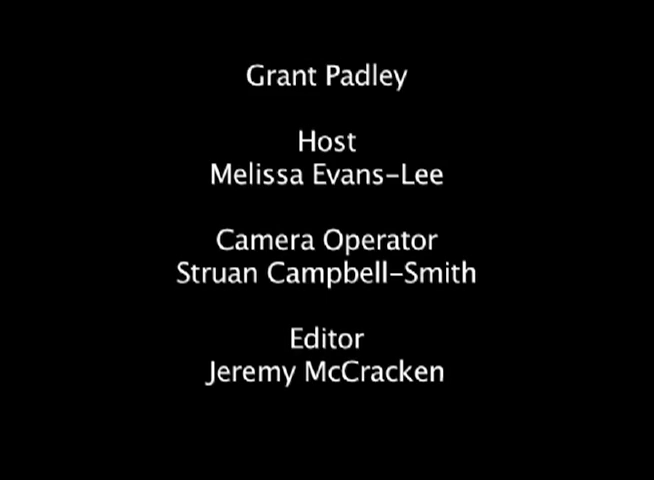 Grant Padley
Host
Melissa Evans-Lee
Camera Operator
Struan Campbell-Smith
Editor
Jeremy McCracken